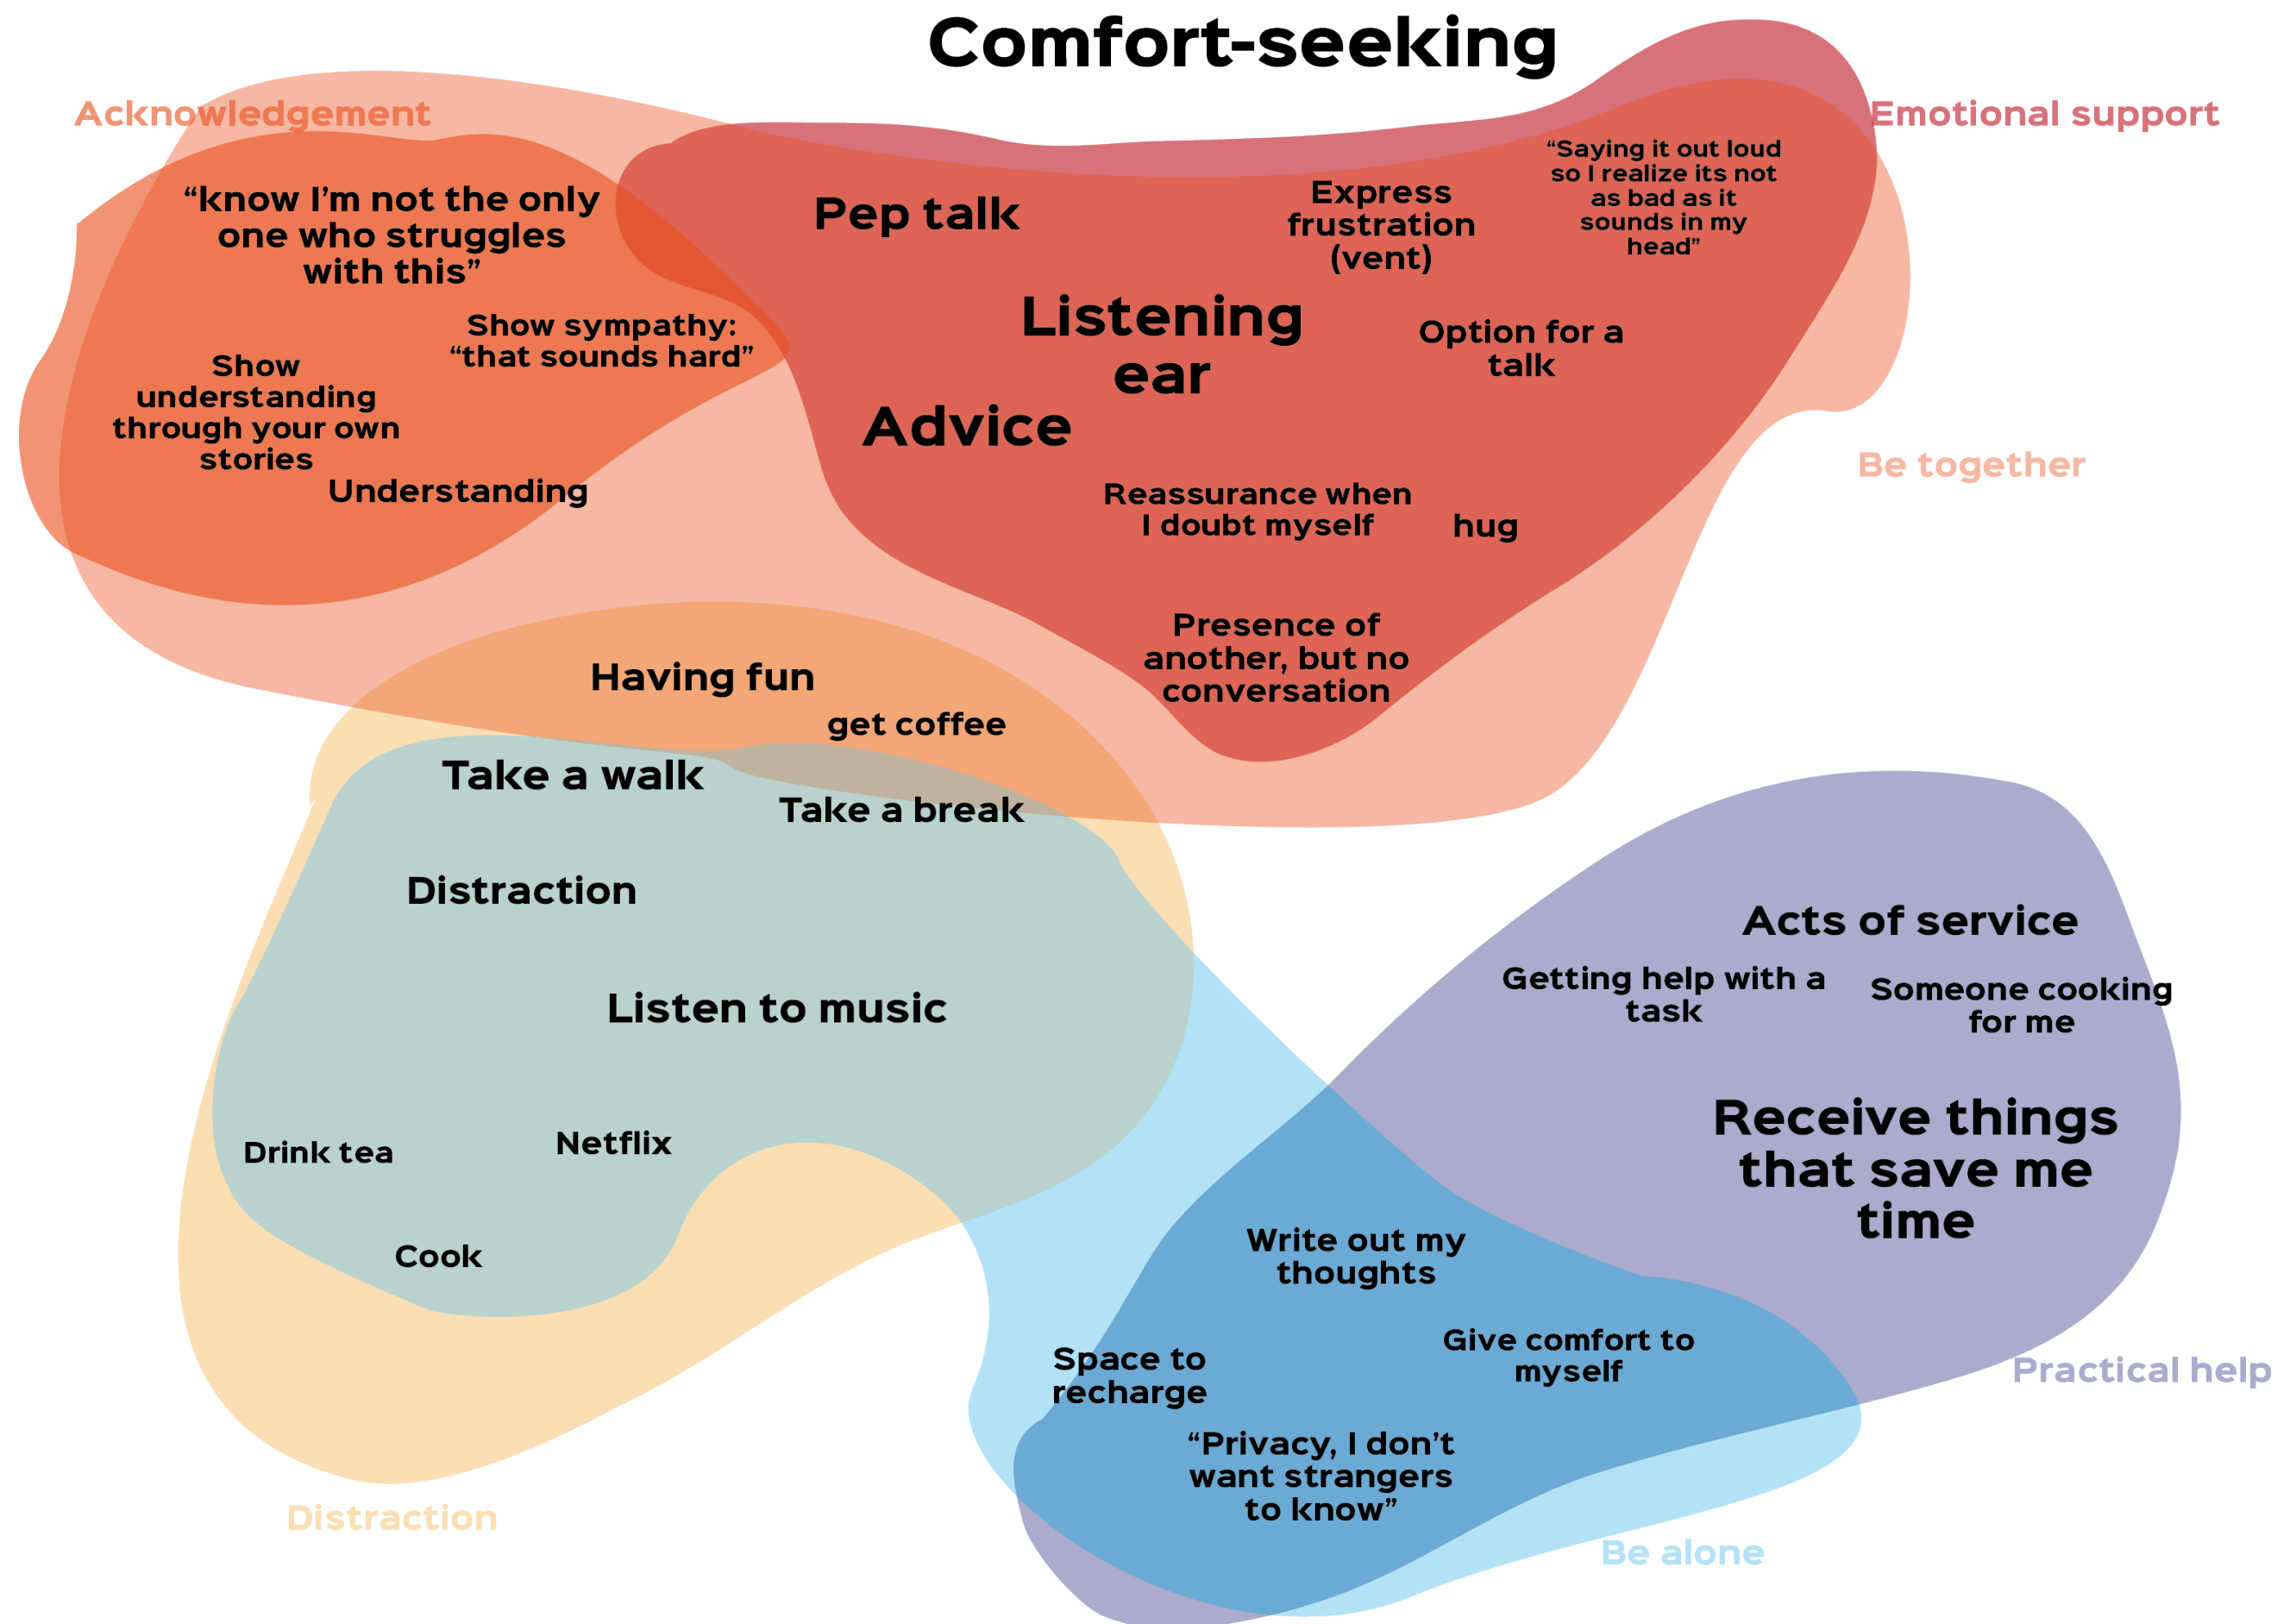 Comfort-seeking
Acknowledgement
Emotional support
“know I’m not the only
one who struggles
with this”
Show sympathy:
“that sounds hard”
Show
understanding
through your own
stories
Understanding
Pep talk
Express
frustration
(vent)
“Saying it out loud
so I realize its not
as bad as it
sounds in my
head”
Listening
ear
Option for a
talk
Advice
Reassurance when
I doubt myself
hug
Be together
Presence of
another, but no
conversation
Having fun
get coffee
Take a walk
Take a break
Distraction
Listen to music
Drink tea
Netflix
Cook
Distraction
Acts of service
Getting help with a
task
Someone cooking
for me
Receive things
that save me
time
Practical help
Write out my
thoughts
Give comfort to
myself
Space to
recharge
“Privacy, I don’t
want strangers
to know”
Be alone